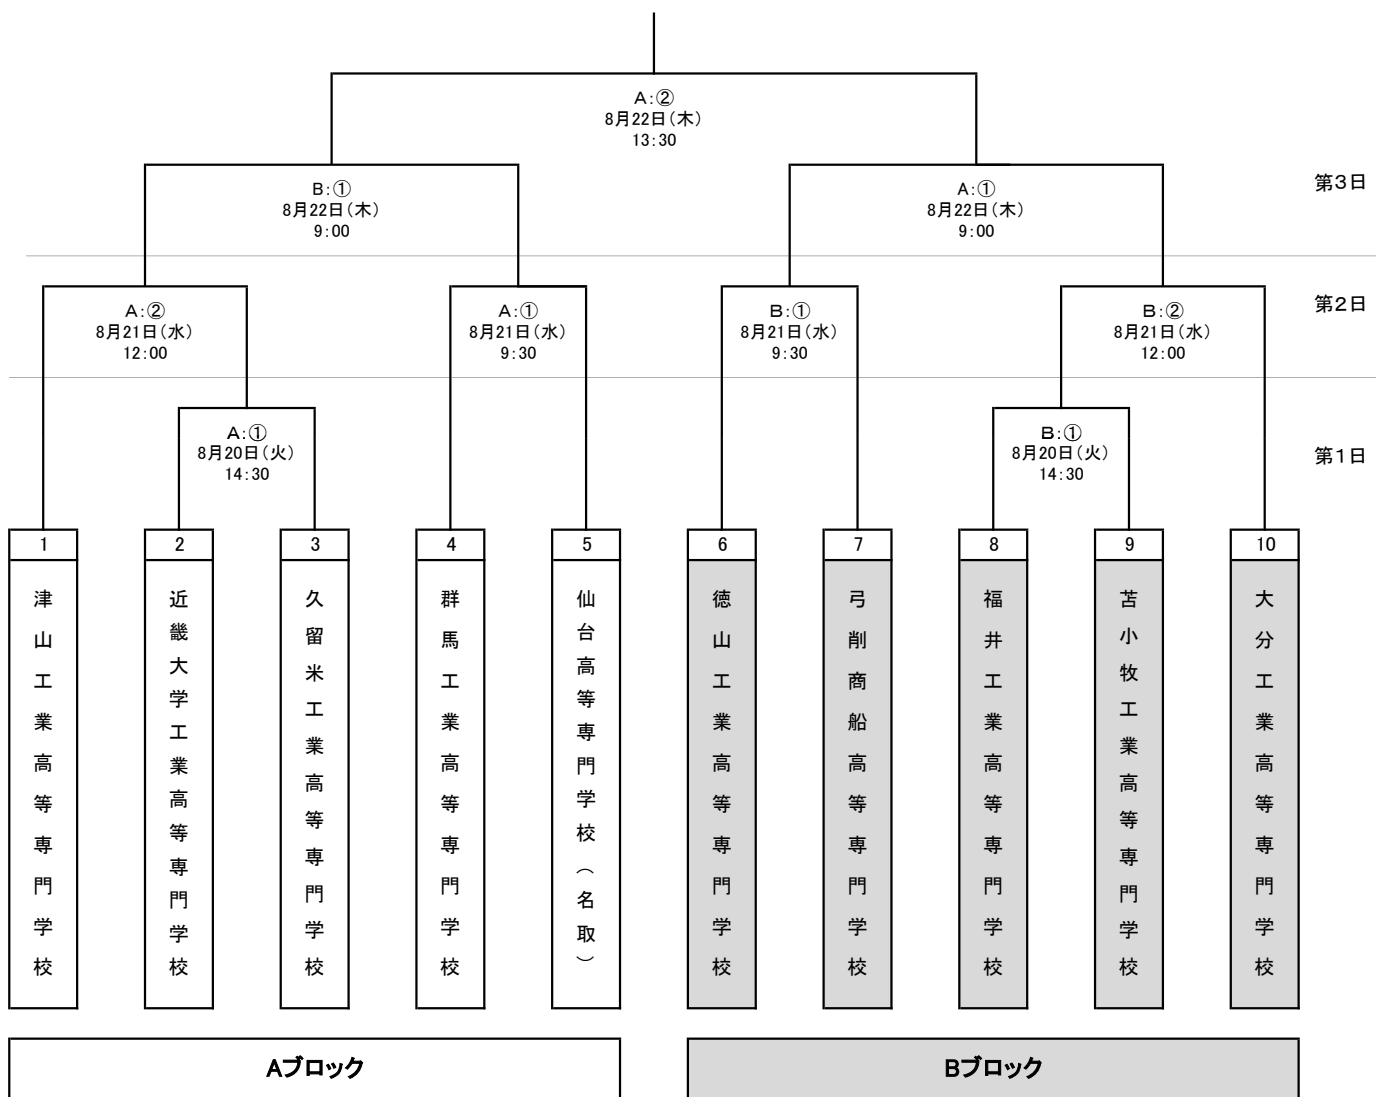 A:②
8月22日(木)
13:30
B:①
8月22日(木)
9:00
A:①
8月22日(木)
9:00
第3日
A:②
8月21日(水)
12:00
A:①
8月21日(水)
9:30
B:①
8月21日(水)
9:30
B:②
8月21日(水)
12:00
第2日
A:①
8月20日(火)
14:30
B:①
8月20日(火)
14:30
第1日
1
津山工業高等専門学校
2
近畿大学工業高等専門学校
3
久留米工業高等専門学校
4
群馬工業高等専門学校
5
仙台高等専門学校(名取)
6
徳山工業高等専門学校
7
弓削商船高等専門学校
8
福井工業高等専門学校
9
苫小牧工業高等専門学校
10
大分工業高等専門学校
Aブロック
Bブロック